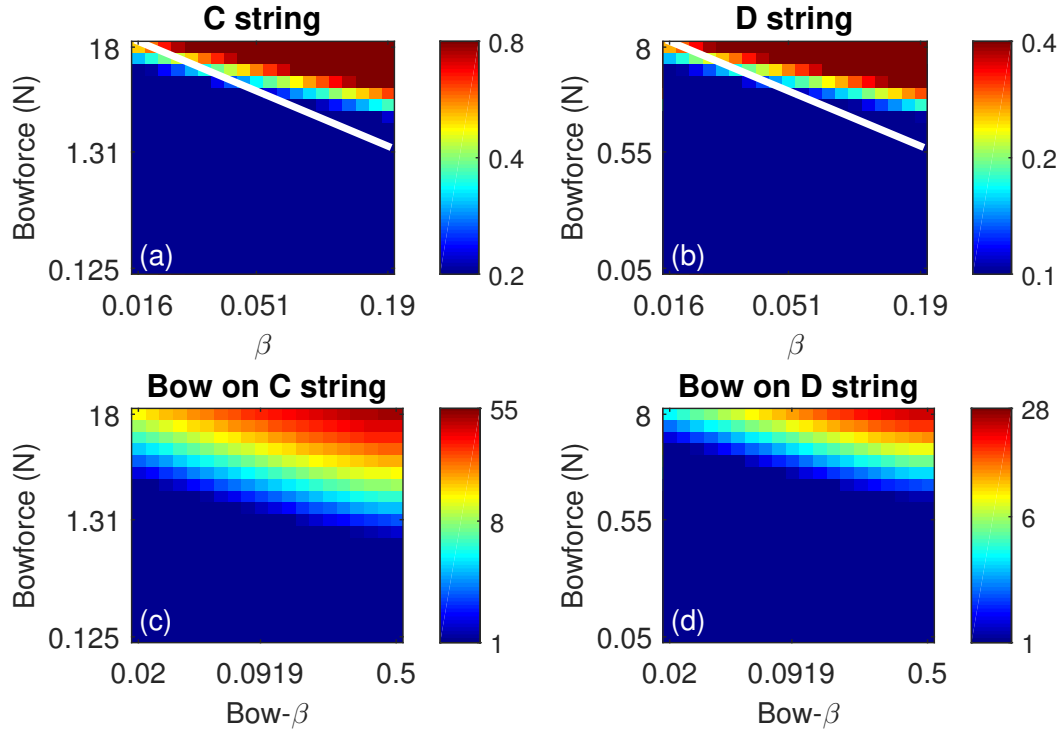 C string
Bowforce (N)
18
1.31
0.125
(a)
0.016 0.051 0.19
β
0.8
0.4
0.2
D string
Bowforce (N)
8
0.55
0.05
(b)
0.016 0.051 0.19
β
0.4
0.2
0.1
Bow on C string
Bowforce (N)
18
1.31
0.125
(c)
0.02 0.0919 0.5
Bow-β
55
8
1
Bow on D string
Bowforce (N)
8
0.55
0.05
(d)
0.02 0.0919 0.5
Bow-β
28
6
1